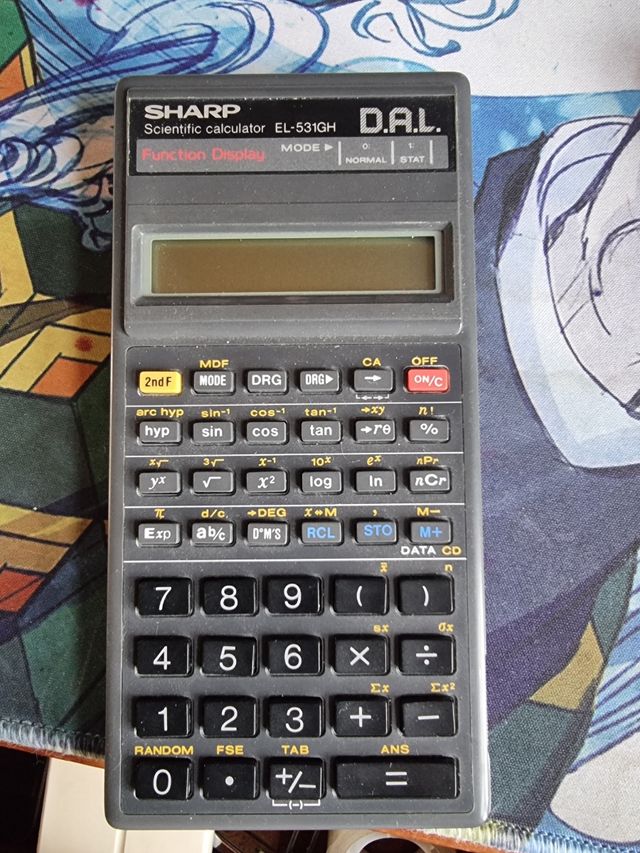 SHARP D.A.L.
Scientific calculator EL-531GH
Function Display MODE ▶ 0: NORMAL 1: STAT
MDF CA OFF
2ndF MODE DRG DRG▶ → ON/C
arc hyp sin⁻¹ cos⁻¹ tan⁻¹ →xy n!
hyp sin cos tan →rθ %
ˣ√ ³√ x⁻¹ 10ˣ eˣ nPr
yˣ √ x² log ln nCr
π d/c →DEG x↔M M−
Exp ab/c D°M'S RCL STO M+
DATA CD
x̄ n
7 8 9 ( )
sx σx
4 5 6 × ÷
Σx Σx²
1 2 3 + −
RANDOM FSE TAB ANS
0 • +/− =
(−)